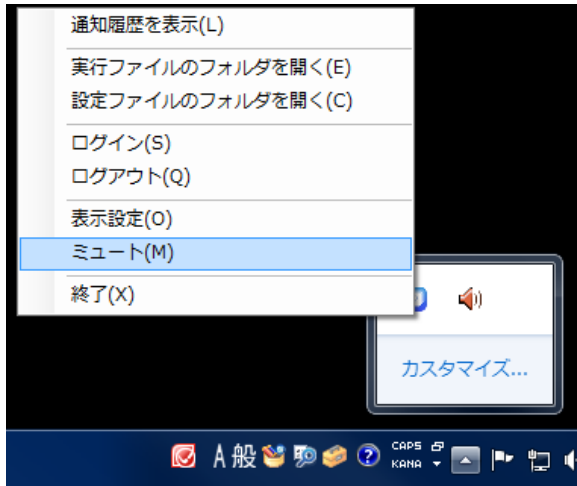 通知履歴を表示(L)
実行ファイルのフォルダを開く(E)
設定ファイルのフォルダを開く(C)
ログイン(S)
ログアウト(Q)
表示設定(O)
ミュート(M)
終了(X)
カスタマイズ...
A 般 ? CAPS
KANA